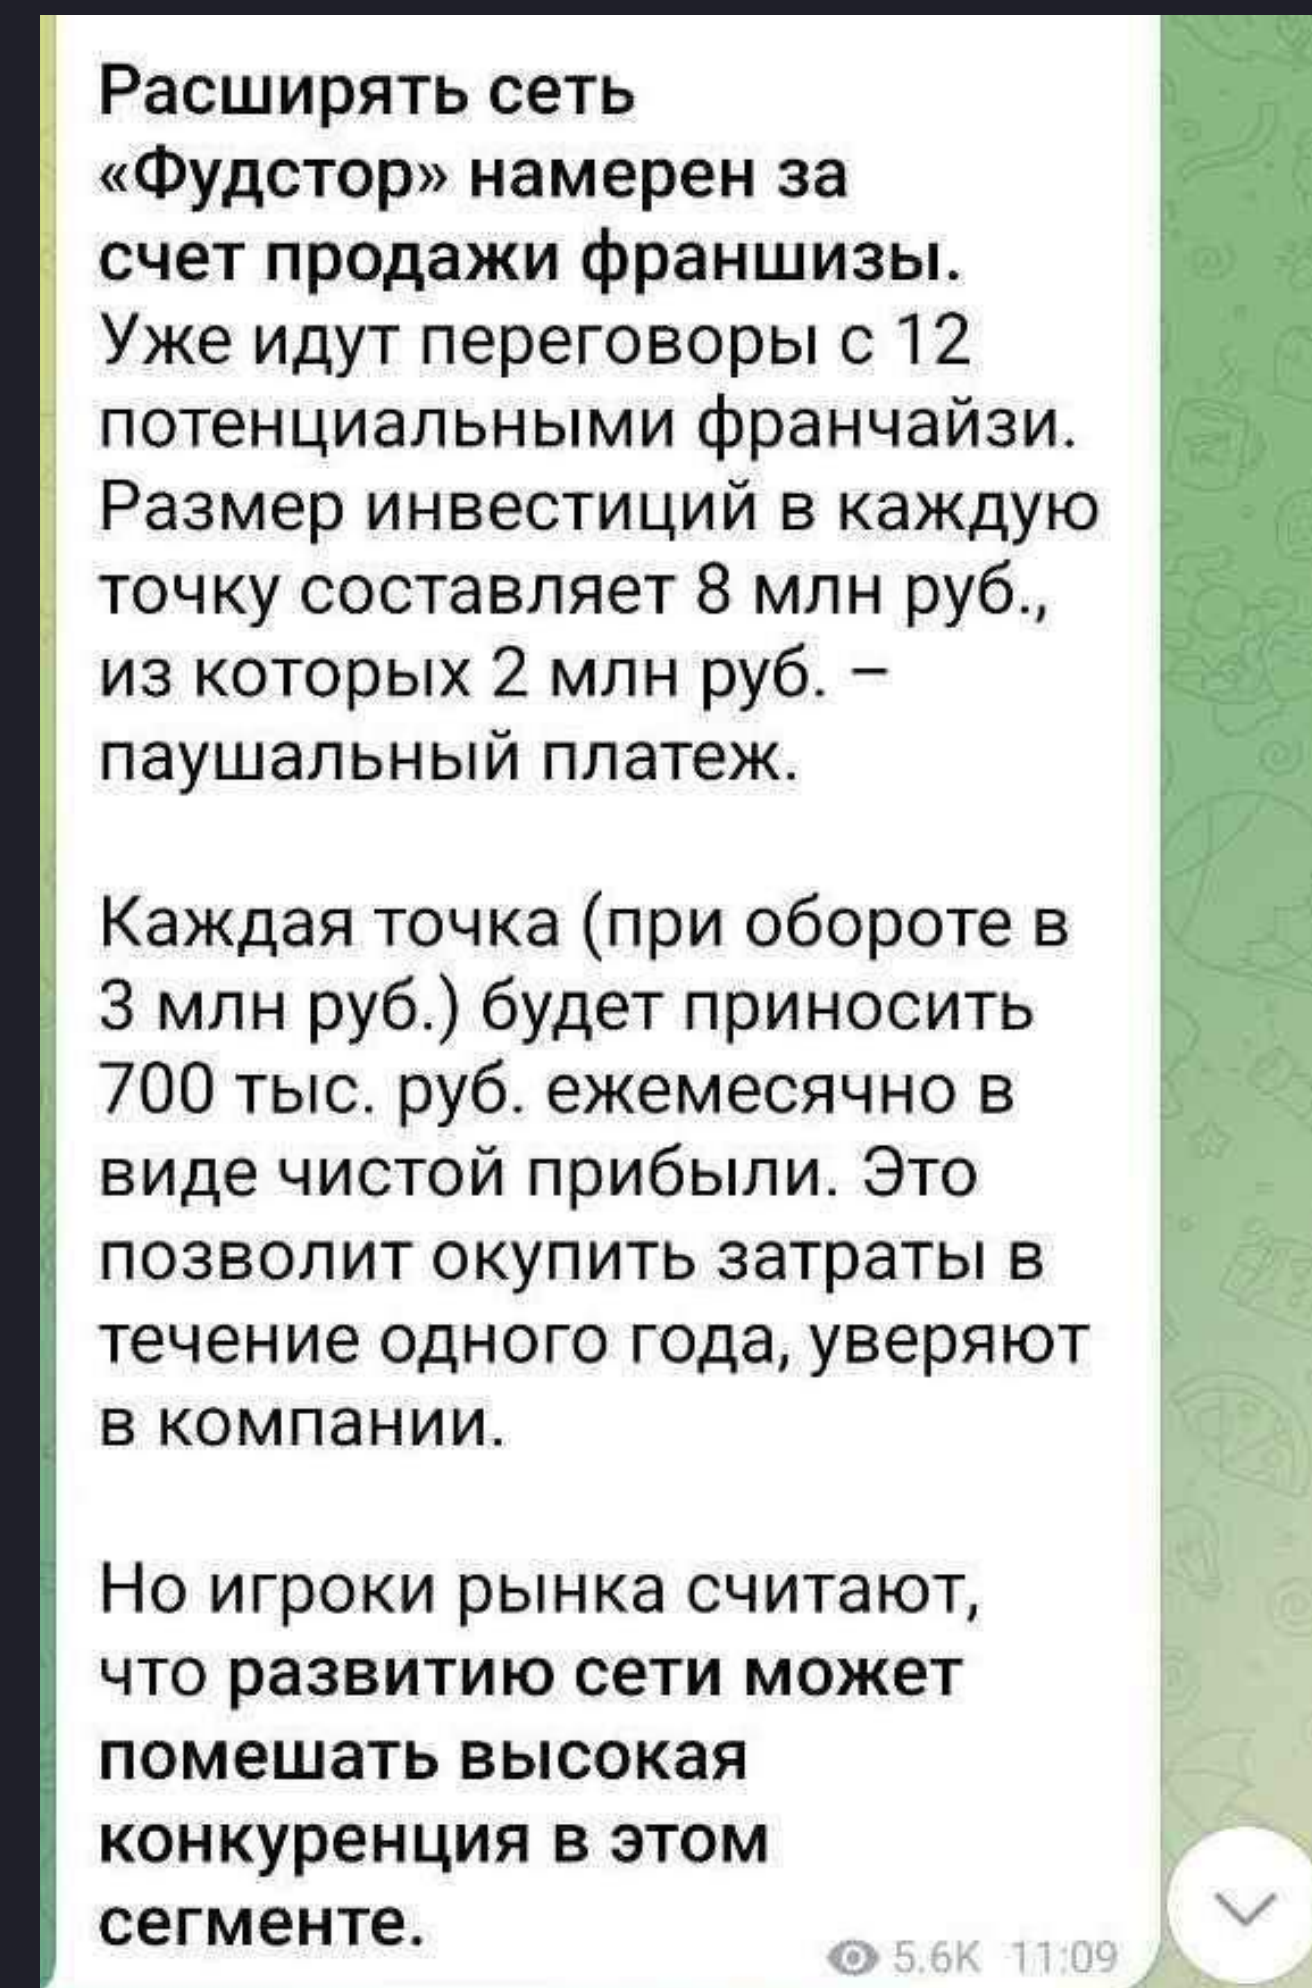 Расширять сеть
«Фудстор» намерен за
счет продажи франшизы.
Уже идут переговоры с 12
потенциальными франчайзи.
Размер инвестиций в каждую
точку составляет 8 млн руб.,
из которых 2 млн руб. –
паушальный платеж.
Каждая точка (при обороте в
3 млн руб.) будет приносить
700 тыс. руб. ежемесячно в
виде чистой прибыли. Это
позволит окупить затраты в
течение одного года, уверяют
в компании.
Но игроки рынка считают,
что развитию сети может
помешать высокая
конкуренция в этом
сегменте.
5.6K 11:09